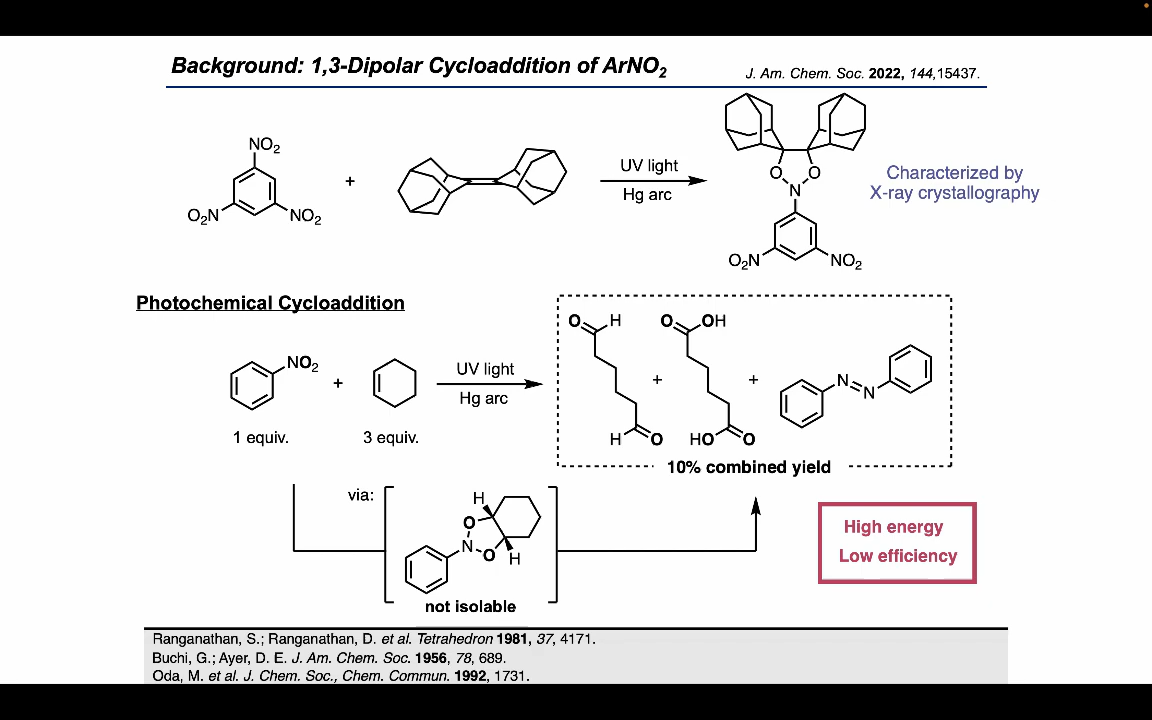 Background: 1,3-Dipolar Cycloaddition of ArNO₂
J. Am. Chem. Soc. 2022, 144,15437.
NO₂
O₂N
NO₂
+
UV light
Hg arc
O
O
N
O₂N
NO₂
Characterized by
X-ray crystallography
Photochemical Cycloaddition
NO₂
1 equiv.
+
3 equiv.
UV light
Hg arc
O
H
H
O
+
O
OH
HO
O
+
N
N
10% combined yield
via:
H
O
N
O
H
not isolable
High energy
Low efficiency
Ranganathan, S.; Ranganathan, D. et al. Tetrahedron 1981, 37, 4171.
Buchi, G.; Ayer, D. E. J. Am. Chem. Soc. 1956, 78, 689.
Oda, M. et al. J. Chem. Soc., Chem. Commun. 1992, 1731.